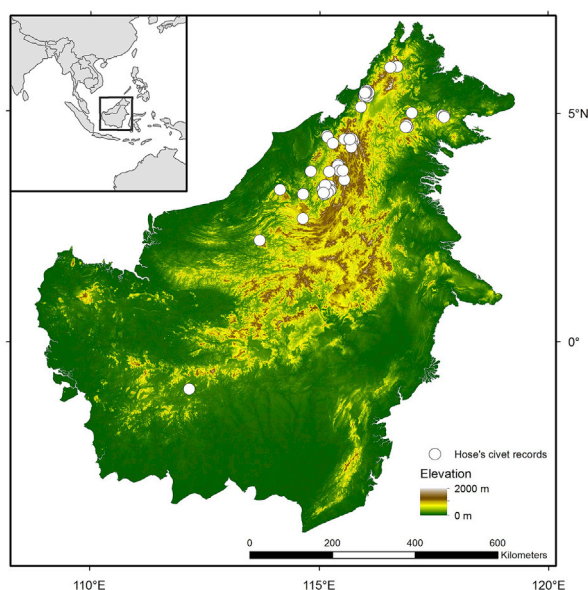 5°N
0°
Hose's civet records
Elevation
2000 m
0 m
0 200 400 600
Kilometers
110°E 115°E 120°E